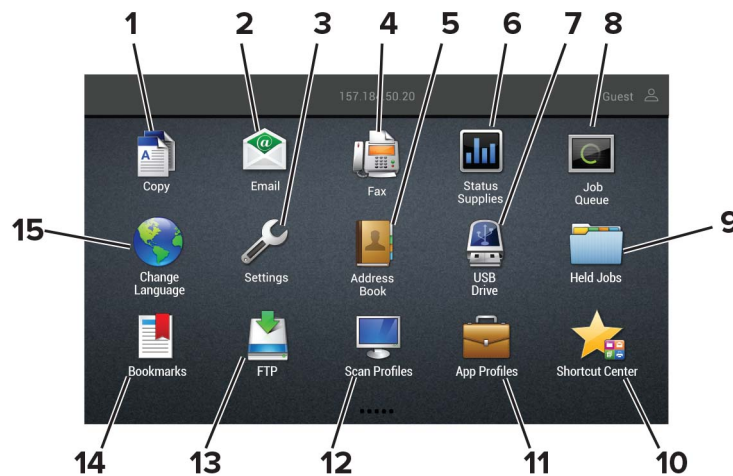 1 2 3 4 5 6 7 8
157.184.50.20 Guest
Copy Email Fax Status Supplies Job Queue
15 9
Change Language Settings Address Book USB Drive Held Jobs
Bookmarks FTP Scan Profiles App Profiles Shortcut Center
14 13 12 11 10